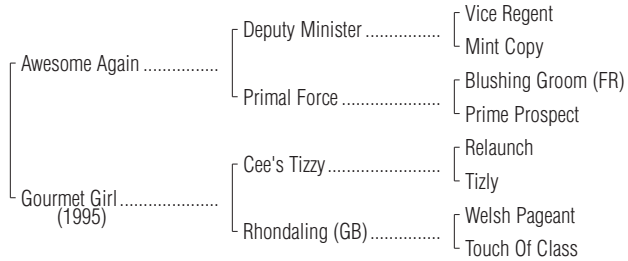 Vice Regent
Deputy Minister ..................
Mint Copy
Awesome Again ................
Blushing Groom (FR)
Primal Force .....................
Prime Prospect
Relaunch
Cee's Tizzy ........................
Tizly
Gourmet Girl .....................
(1995)
Welsh Pageant
Rhondaling (GB) ...............
Touch Of Class